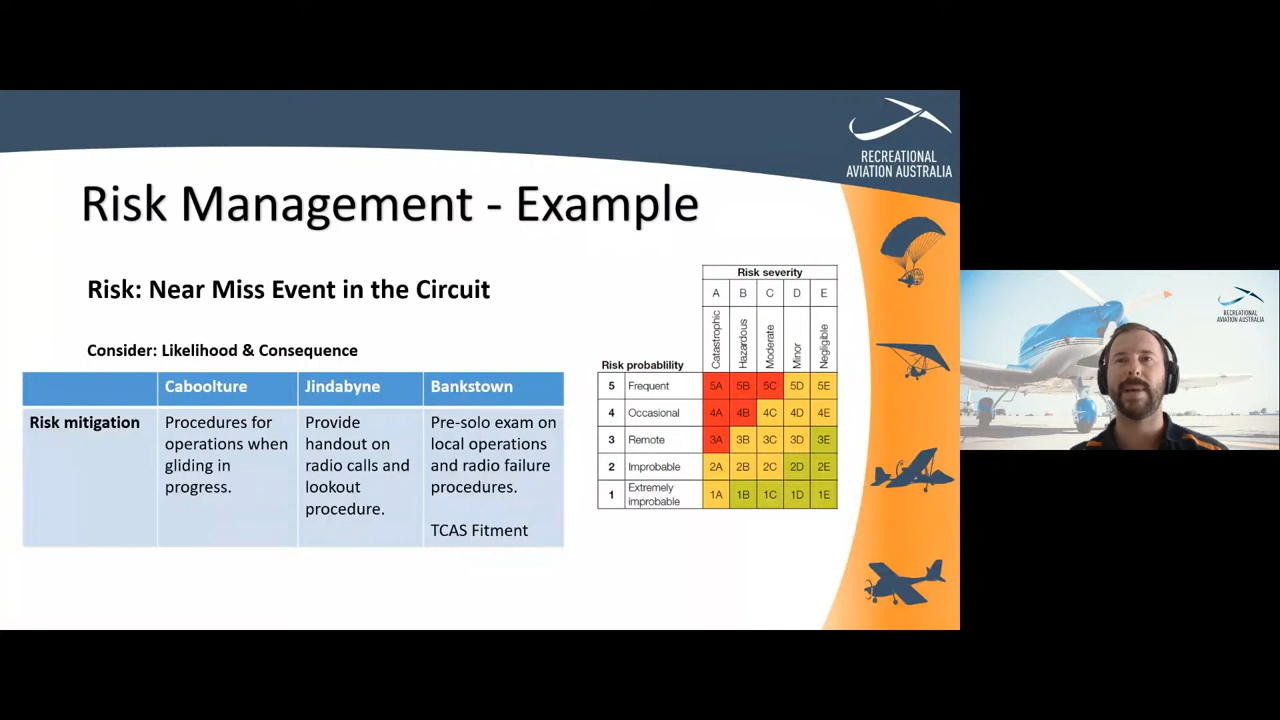 RECREATIONAL
AVIATION AUSTRALIA
Risk Management - Example
Risk: Near Miss Event in the Circuit
Consider: Likelihood & Consequence
Caboolture Jindabyne Bankstown
Risk mitigation
Procedures for
operations when
gliding in
progress.
Provide
handout on
radio calls and
lookout
procedure.
Pre-solo exam on
local operations
and radio failure
procedures.
TCAS Fitment
Risk severity
A B C D E
Catastrophic
Hazardous
Moderate
Minor
Negligible
Risk probablility
5 Frequent 5A 5B 5C 5D 5E
4 Occasional 4A 4B 4C 4D 4E
3 Remote 3A 3B 3C 3D 3E
2 Improbable 2A 2B 2C 2D 2E
1 Extremely
improbable 1A 1B 1C 1D 1E
RECREATIONAL
AVIATION AUSTRALIA